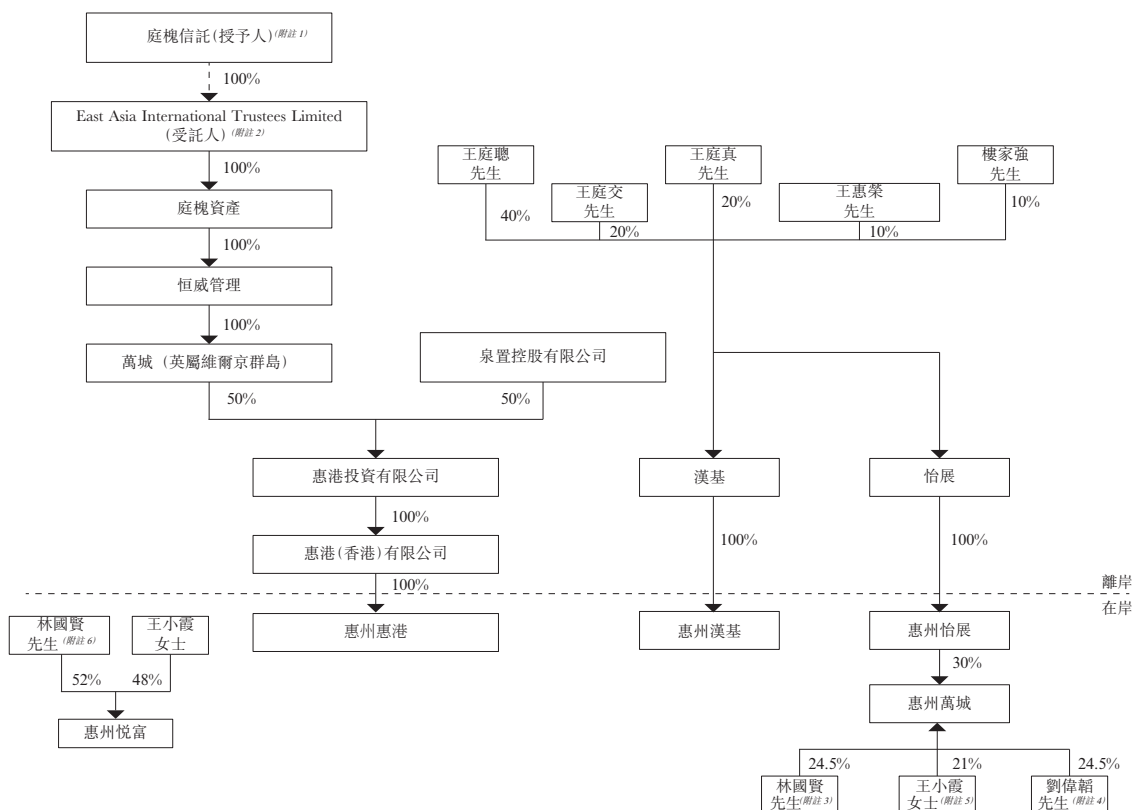 庭槐信託(授予人)(附註 1)
100%
East Asia International Trustees Limited
(受託人)(附註 2)
100%
庭槐資產
100%
恒威管理
100%
萬城（英屬維爾京群島）
50%
泉置控股有限公司
50%
惠港投資有限公司
100%
惠港(香港)有限公司
100%
惠州惠港
王庭聰
先生
40%
王庭交
先生
20%
王庭真
先生
20%
王惠榮
先生
10%
樓家強
先生
10%
漢基
100%
惠州漢基
怡展
100%
離岸
在岸
惠州怡展
30%
惠州萬城
24.5%
林國賢
先生(附註 3)
21%
王小霞
女士(附註 5)
24.5%
劉偉韜
先生(附註 4)
林國賢
先生(附註 6)
52%
王小霞
女士
48%
惠州悦富